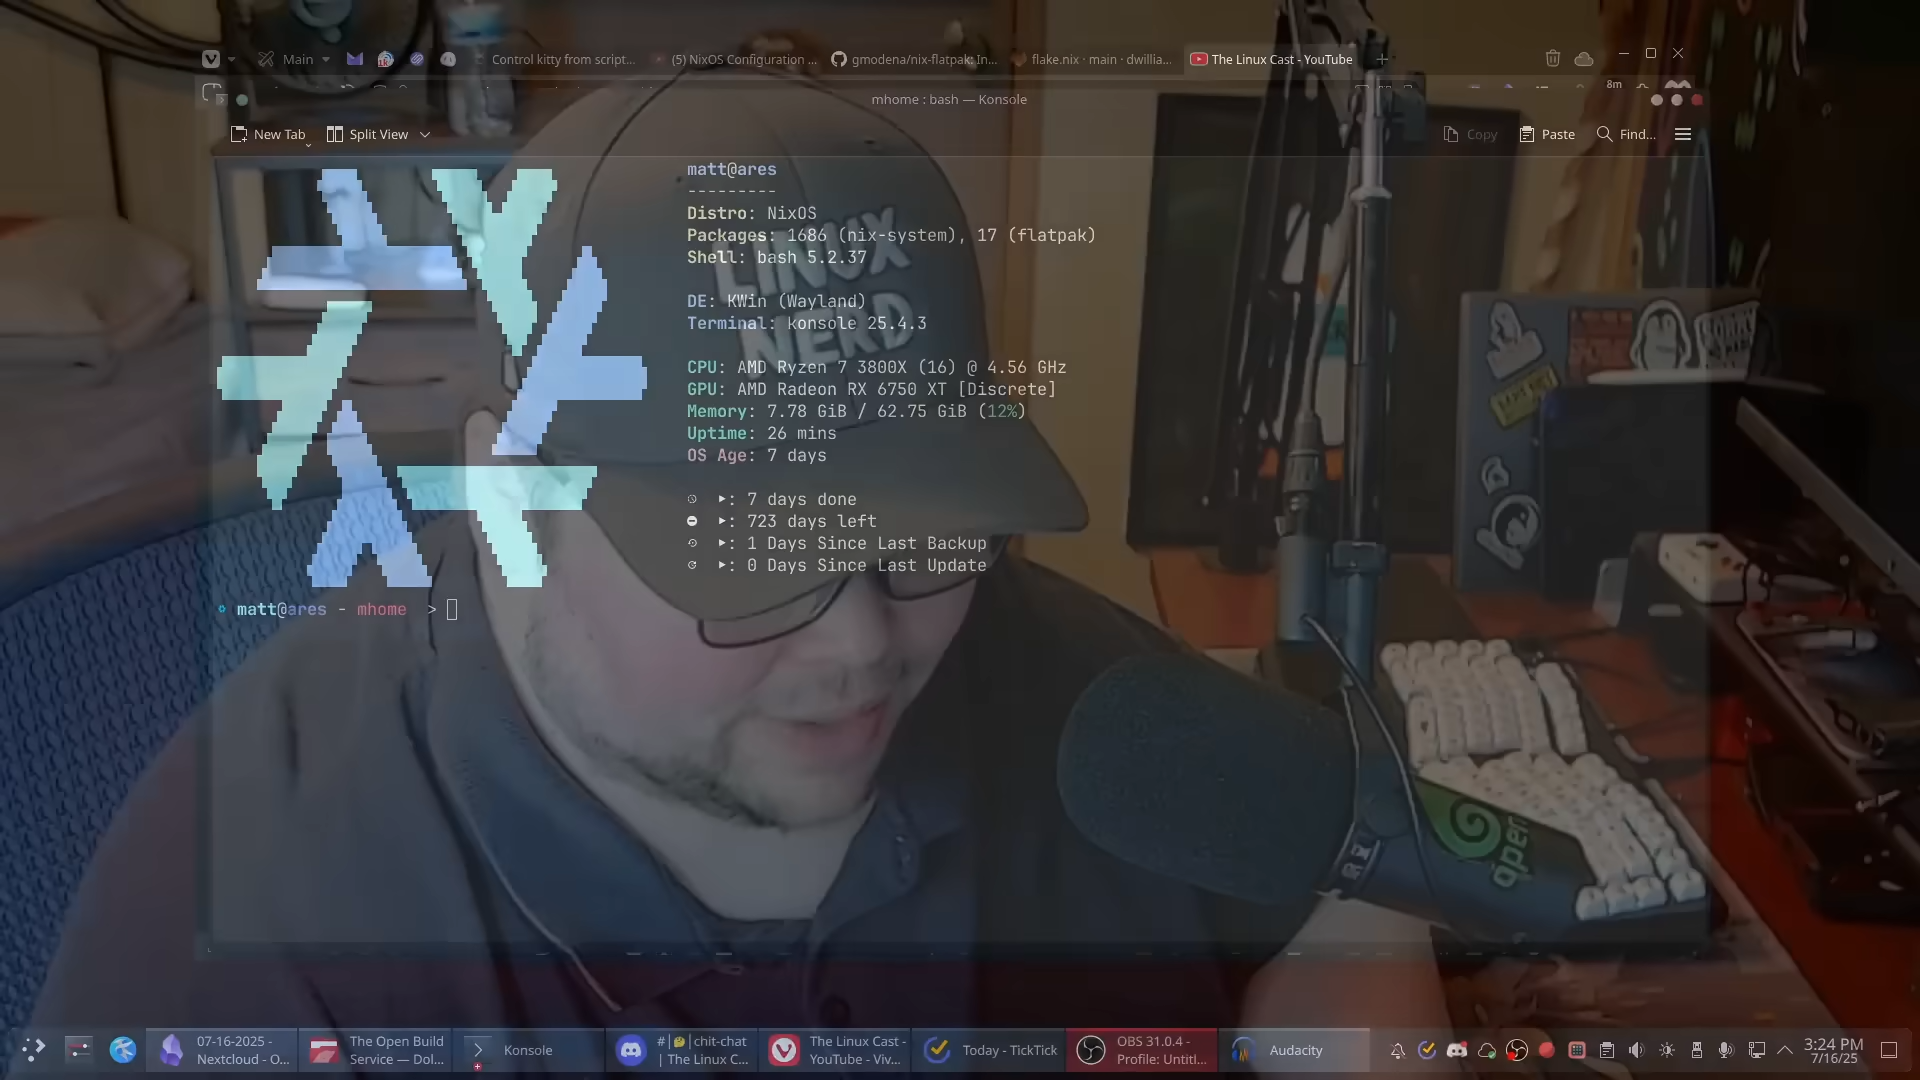 Main
Control kitty from script...
(5) NixOS Configuration ...
gmodena/nix-flatpak: In...
flake.nix · main · dwillia...
The Linux Cast - YouTube
8m
mhome : bash — Konsole
New Tab
Split View
Copy
Paste
Find...
matt@ares
---------
Distro: NixOS
Packages: 1686 (nix-system), 17 (flatpak)
Shell: bash 5.2.37
DE: KWin (Wayland)
Terminal: konsole 25.4.3
CPU: AMD Ryzen 7 3800X (16) @ 4.56 GHz
GPU: AMD Radeon RX 6750 XT [Discrete]
Memory: 7.78 GiB / 62.75 GiB (12%)
Uptime: 26 mins
OS Age: 7 days
: 7 days done
: 723 days left
: 1 Days Since Last Backup
: 0 Days Since Last Update
matt@ares - mhome >
LINUX
NERD
open
07-16-2025 -
Nextcloud - O...
The Open Build
Service — Dol...
Konsole
#|🤔|chit-chat
| The Linux C...
The Linux Cast -
YouTube - Viv...
Today - TickTick
OBS 31.0.4 -
Profile: Untitl...
Audacity
3:24 PM
7/16/25